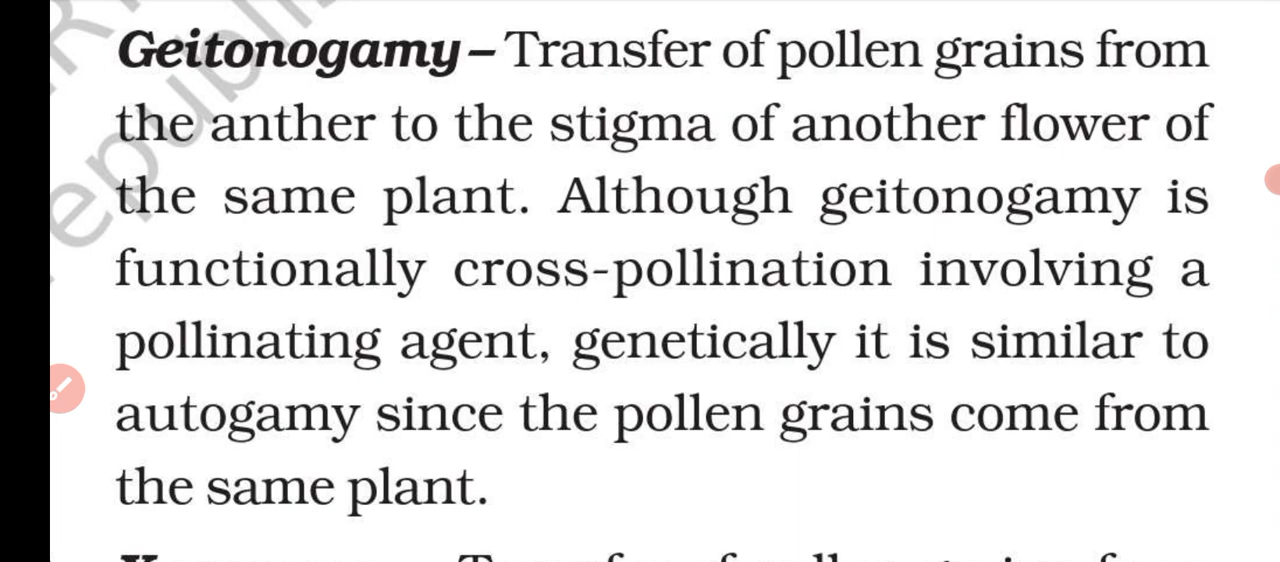 Geitonogamy – Transfer of pollen grains from
the anther to the stigma of another flower of
the same plant. Although geitonogamy is
functionally cross-pollination involving a
pollinating agent, genetically it is similar to
autogamy since the pollen grains come from
the same plant.